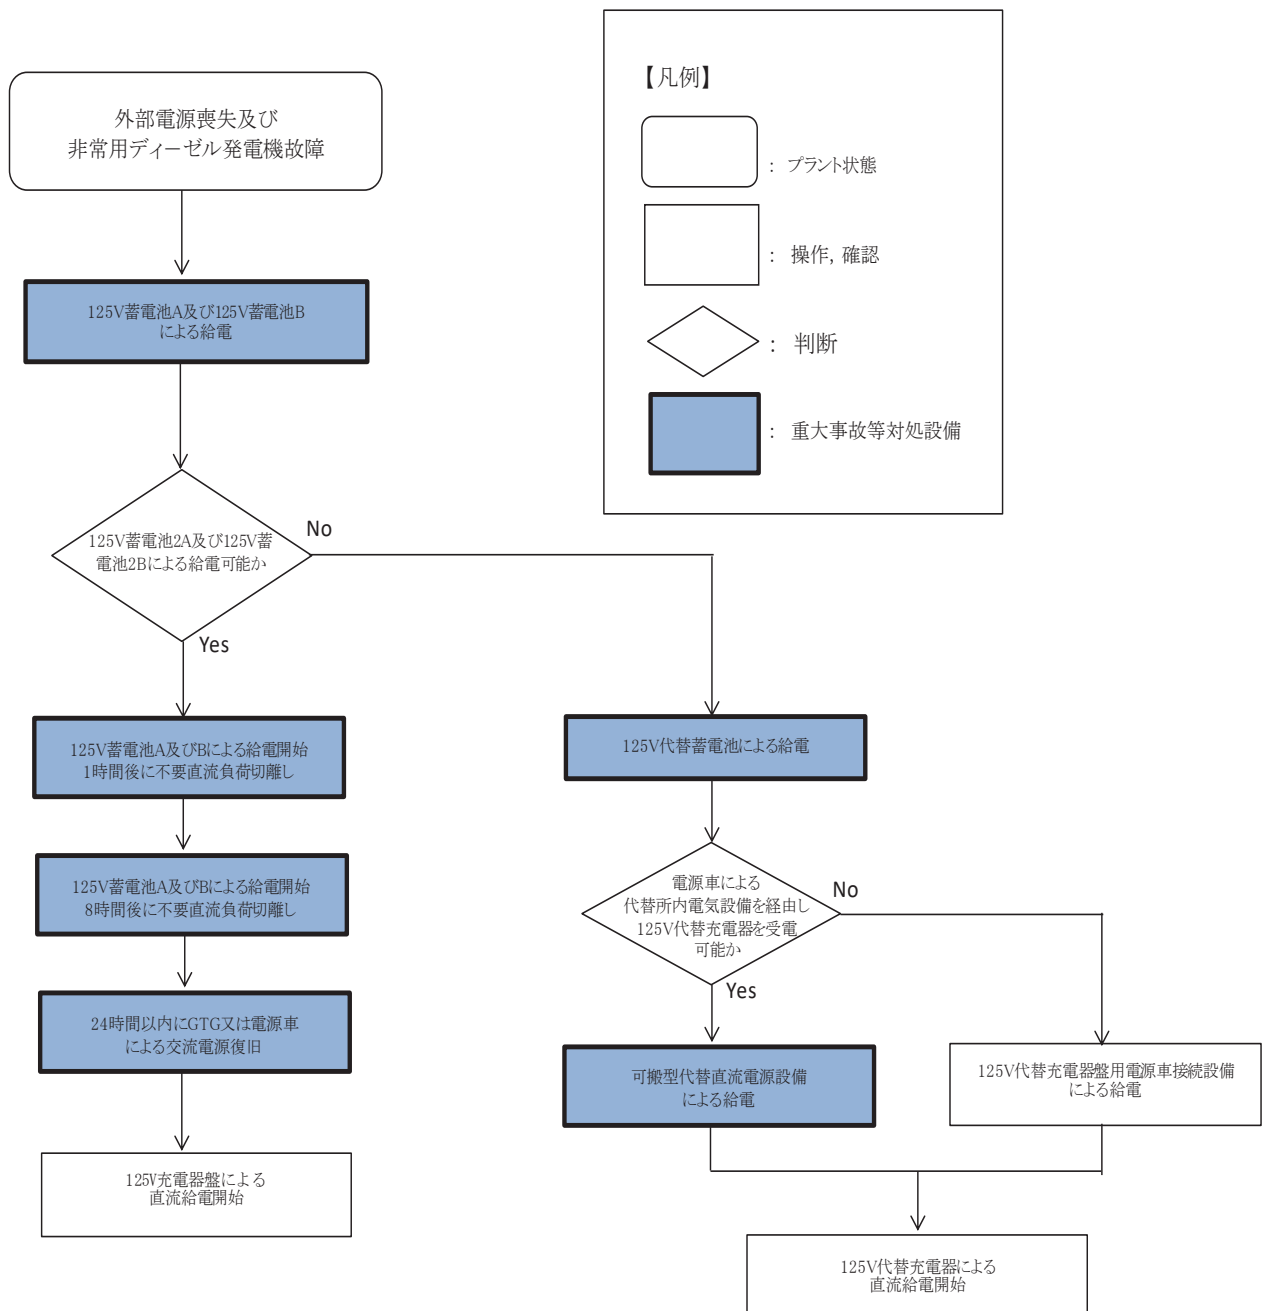 外部電源喪失及び
非常用ディーゼル発電機故障
125V蓄電池A及び125V蓄電池B
による給電
125V蓄電池2A及び125V蓄
電池2Bによる給電可能か
No
Yes
125V蓄電池A及びBによる給電開始
1時間後に不要直流負荷切離し
125V蓄電池A及びBによる給電開始
8時間後に不要直流負荷切離し
24時間以内にGTG又は電源車
による交流電源復旧
125V充電器盤による
直流給電開始
【凡例】
: プラント状態
: 操作, 確認
: 判断
: 重大事故等対処設備
125V代替蓄電池による給電
電源車による
代替所内電気設備を経由し
125V代替充電器を受電
可能か
No
Yes
可搬型代替直流電源設備
による給電
125V代替充電器盤用電源車接続設備
による給電
125V代替充電器による
直流給電開始